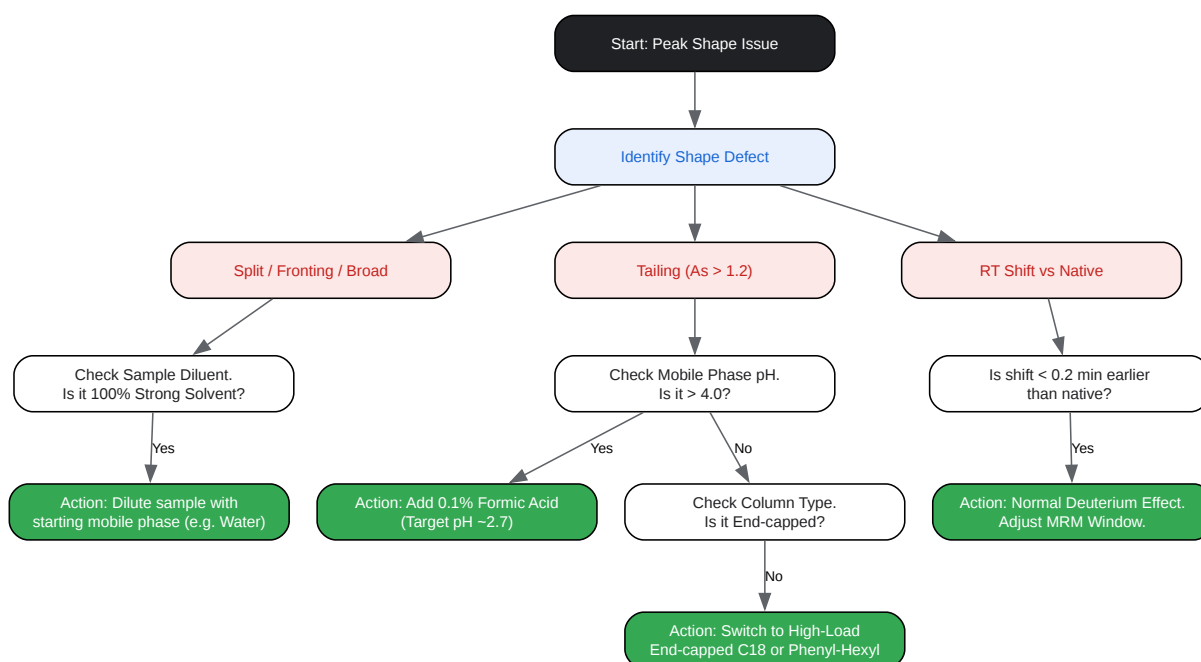 Start: Peak Shape Issue
Identify Shape Defect
Split / Fronting / Broad
Tailing (As > 1.2)
RT Shift vs Native
Check Sample Diluent.
Is it 100% Strong Solvent?
Check Mobile Phase pH.
Is it > 4.0?
Is shift < 0.2 min earlier
than native?
Yes
Yes
No
Yes
Action: Dilute sample with
starting mobile phase (e.g. Water)
Action: Add 0.1% Formic Acid
(Target pH ~2.7)
Check Column Type.
Is it End-capped?
Action: Normal Deuterium Effect.
Adjust MRM Window.
No
Action: Switch to High-Load
End-capped C18 or Phenyl-Hexyl